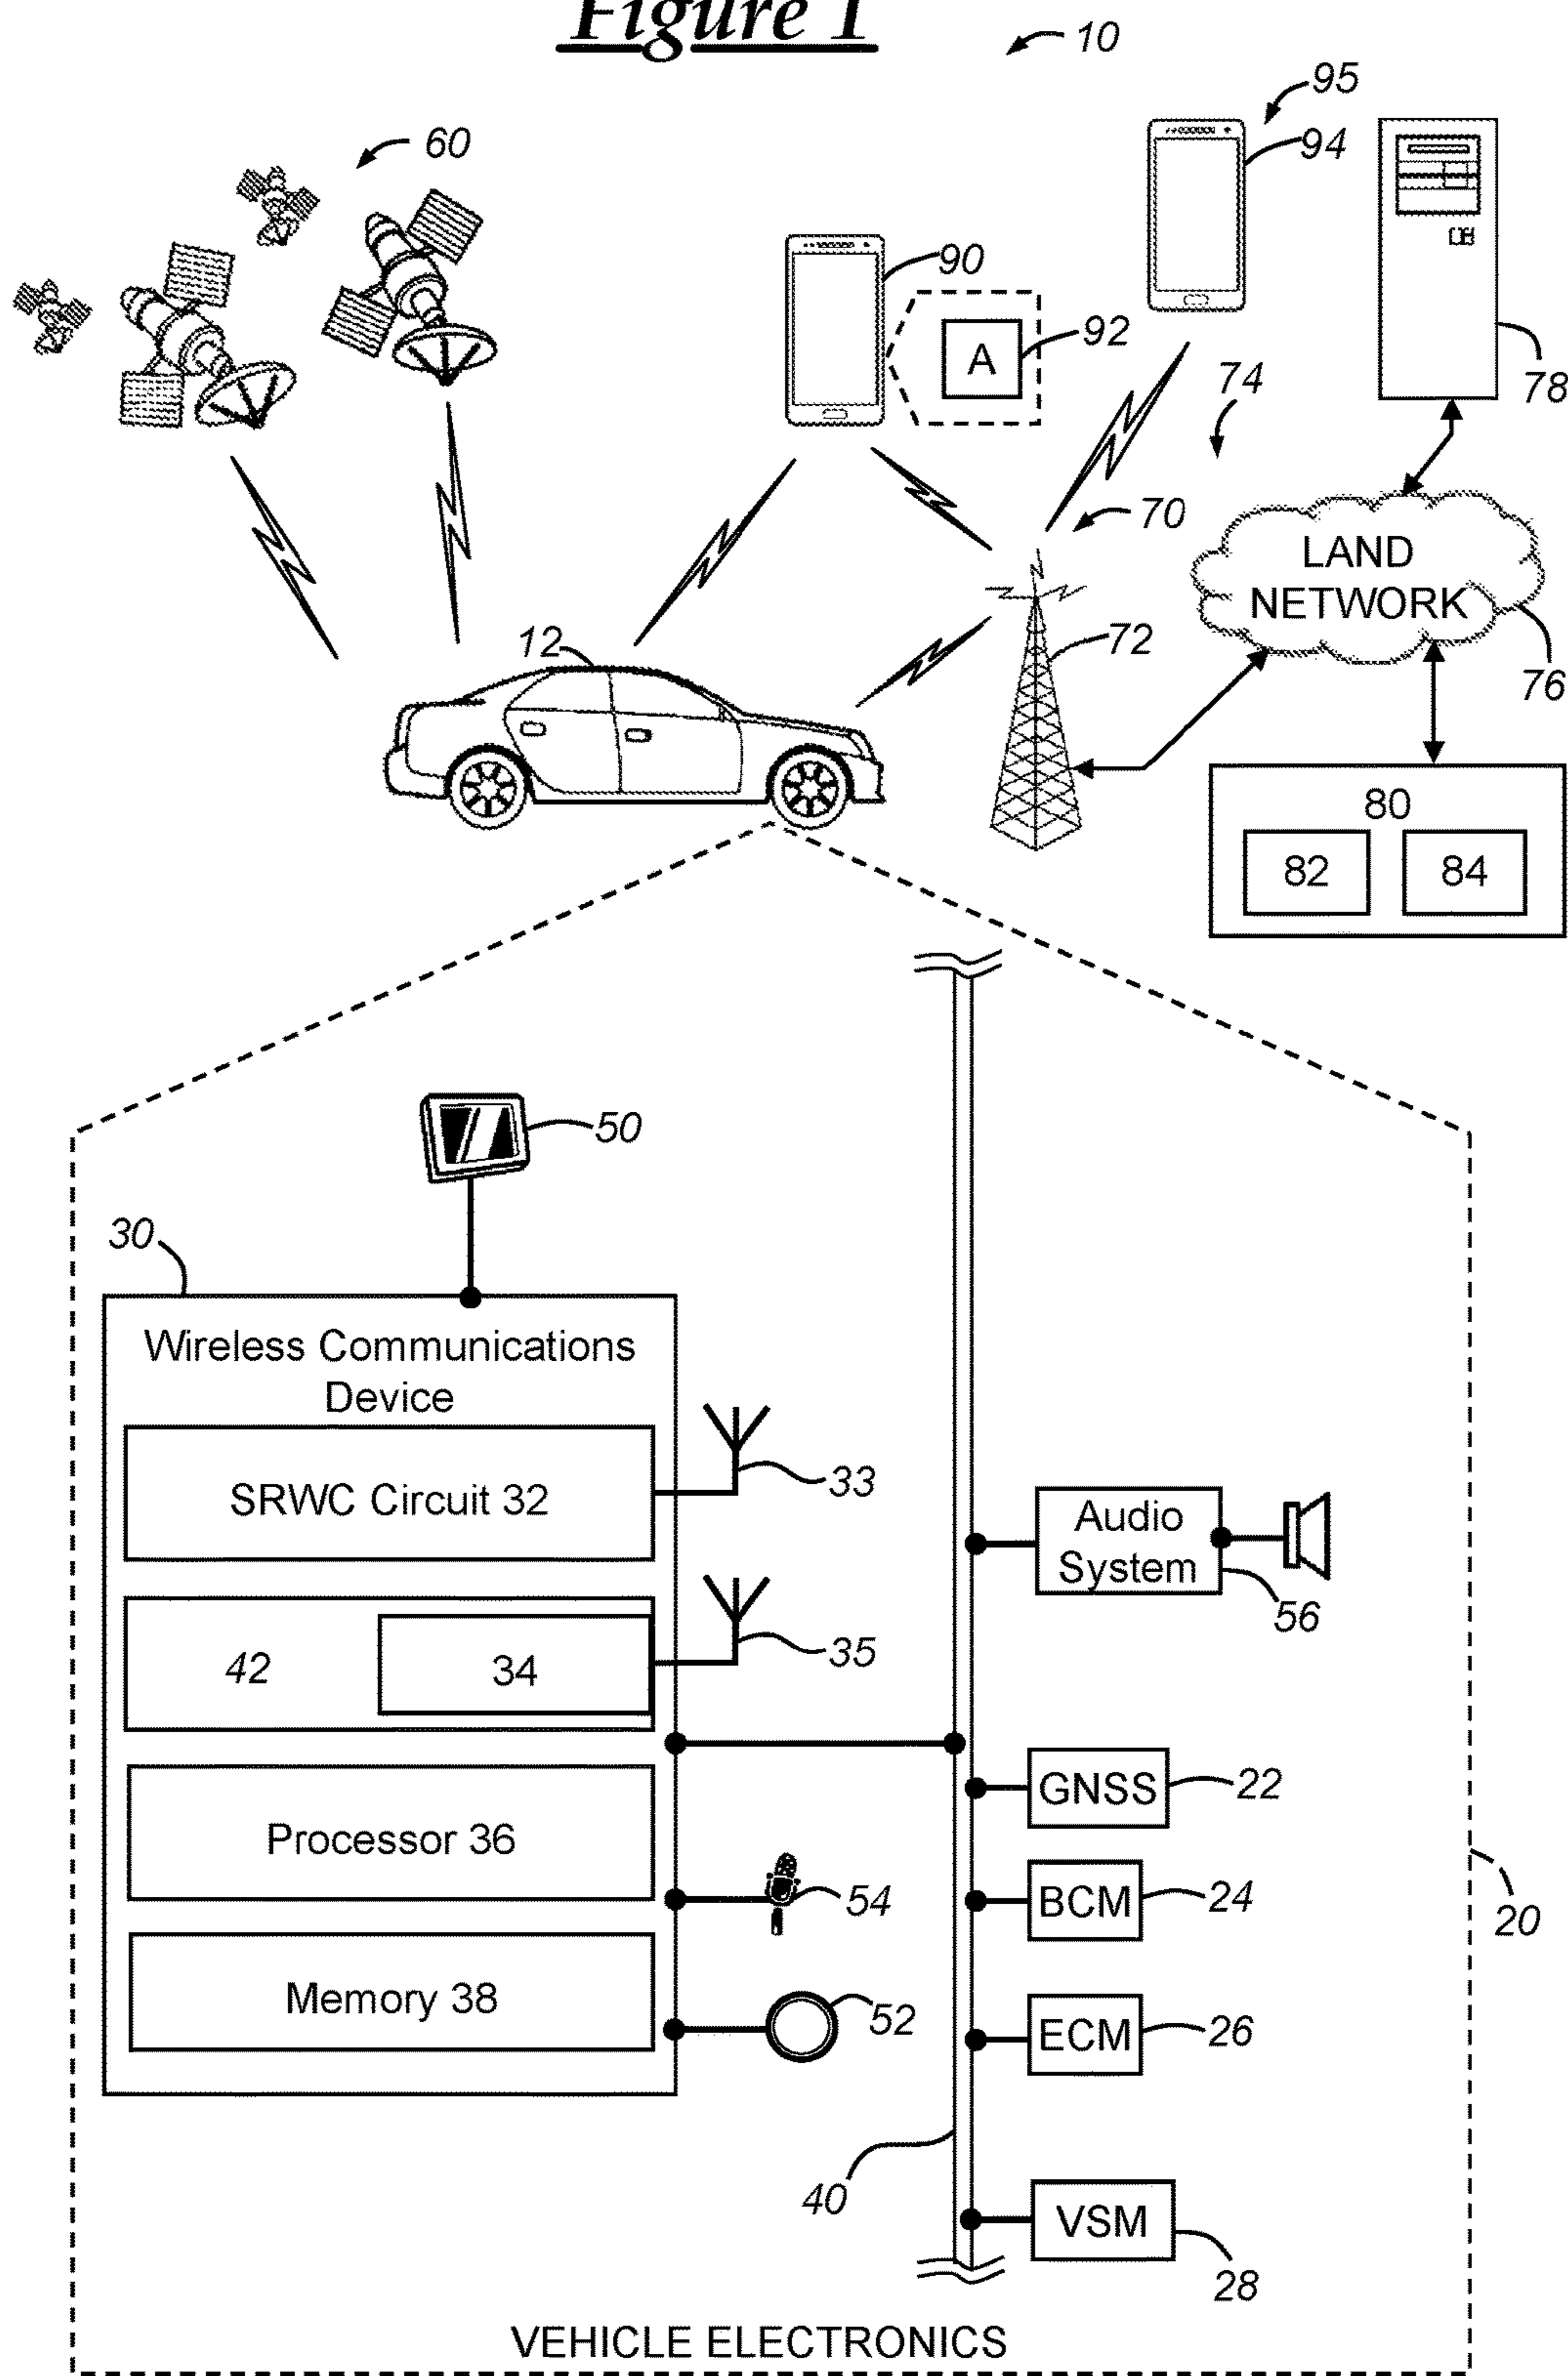 Figure 1
10
95
94
60
90
A
92
74
78
70
LAND
NETWORK
12
72
76
80
82
84
50
30
Wireless Communications
Device
33
SRWC Circuit 32
Audio
System
56
35
42
34
GNSS
22
Processor 36
54
BCM
24
20
Memory 38
52
ECM
26
40
VSM
28
VEHICLE ELECTRONICS